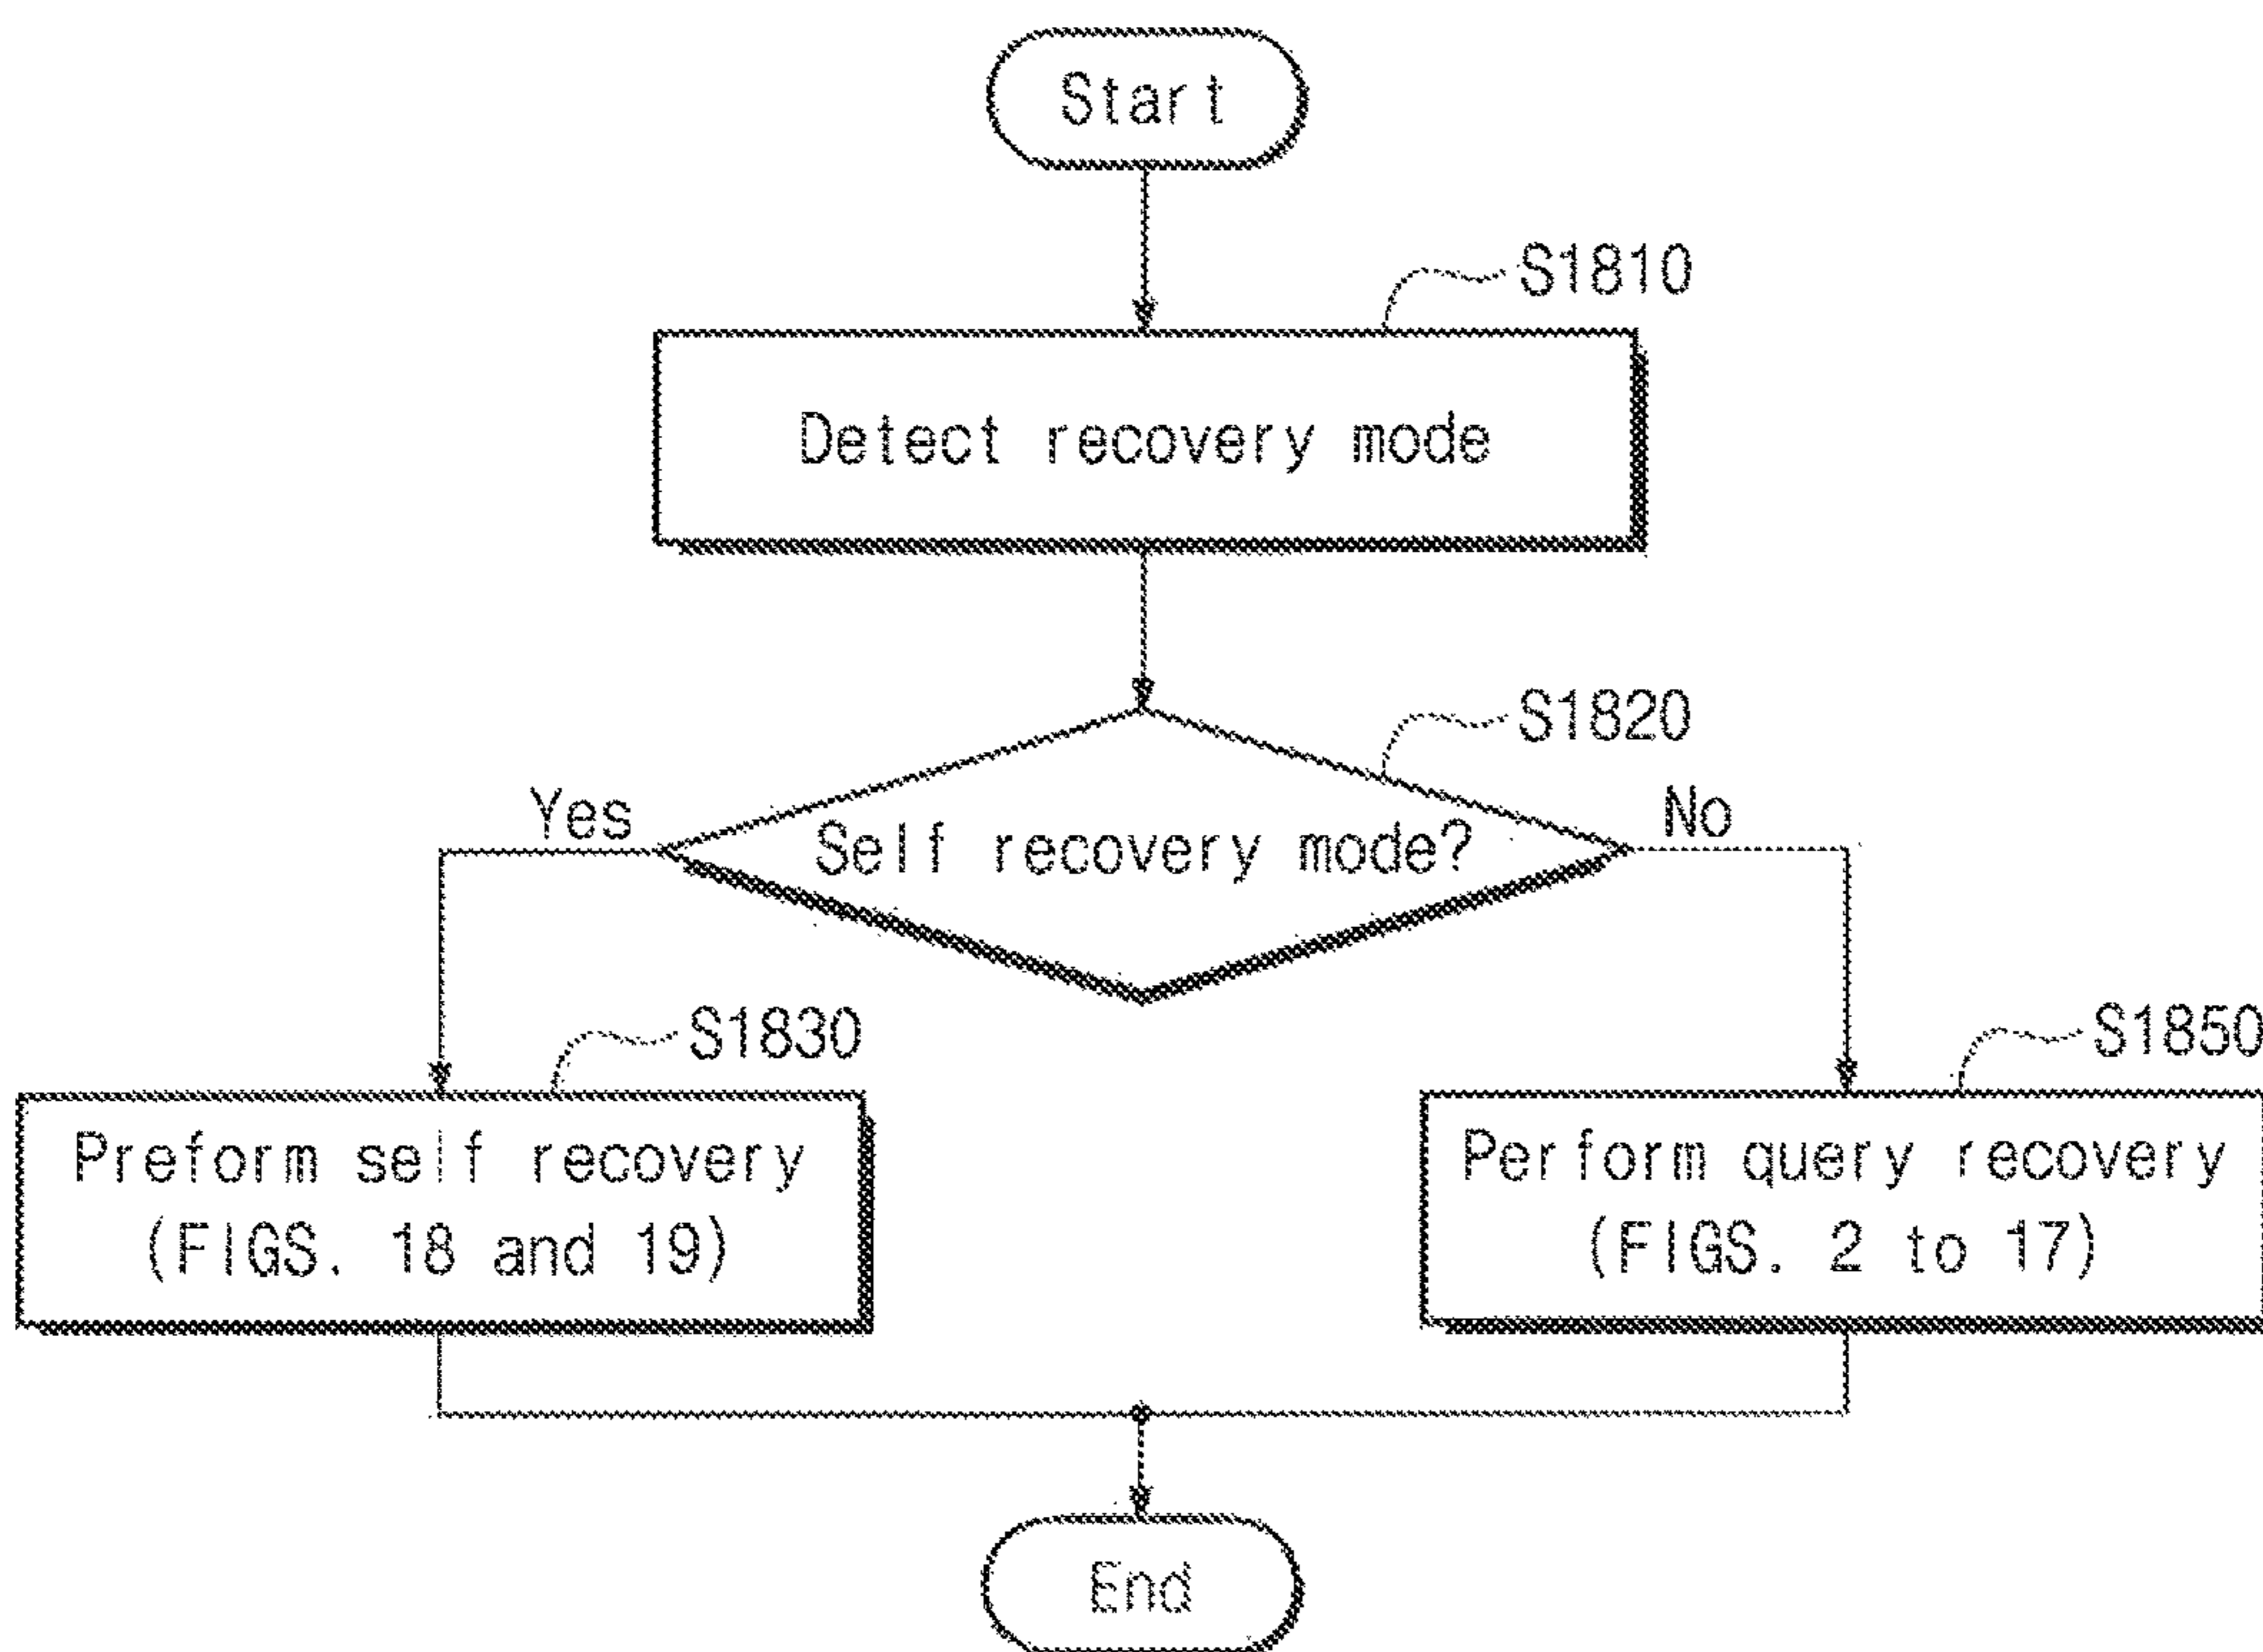 Start
S1810
Detect recovery mode
S1820
Yes
No
Self recovery mode?
S1830
S1850
Preform self recovery
(FIGS. 18 and 19)
Perform query recovery
(FIGS. 2 to 17)
End